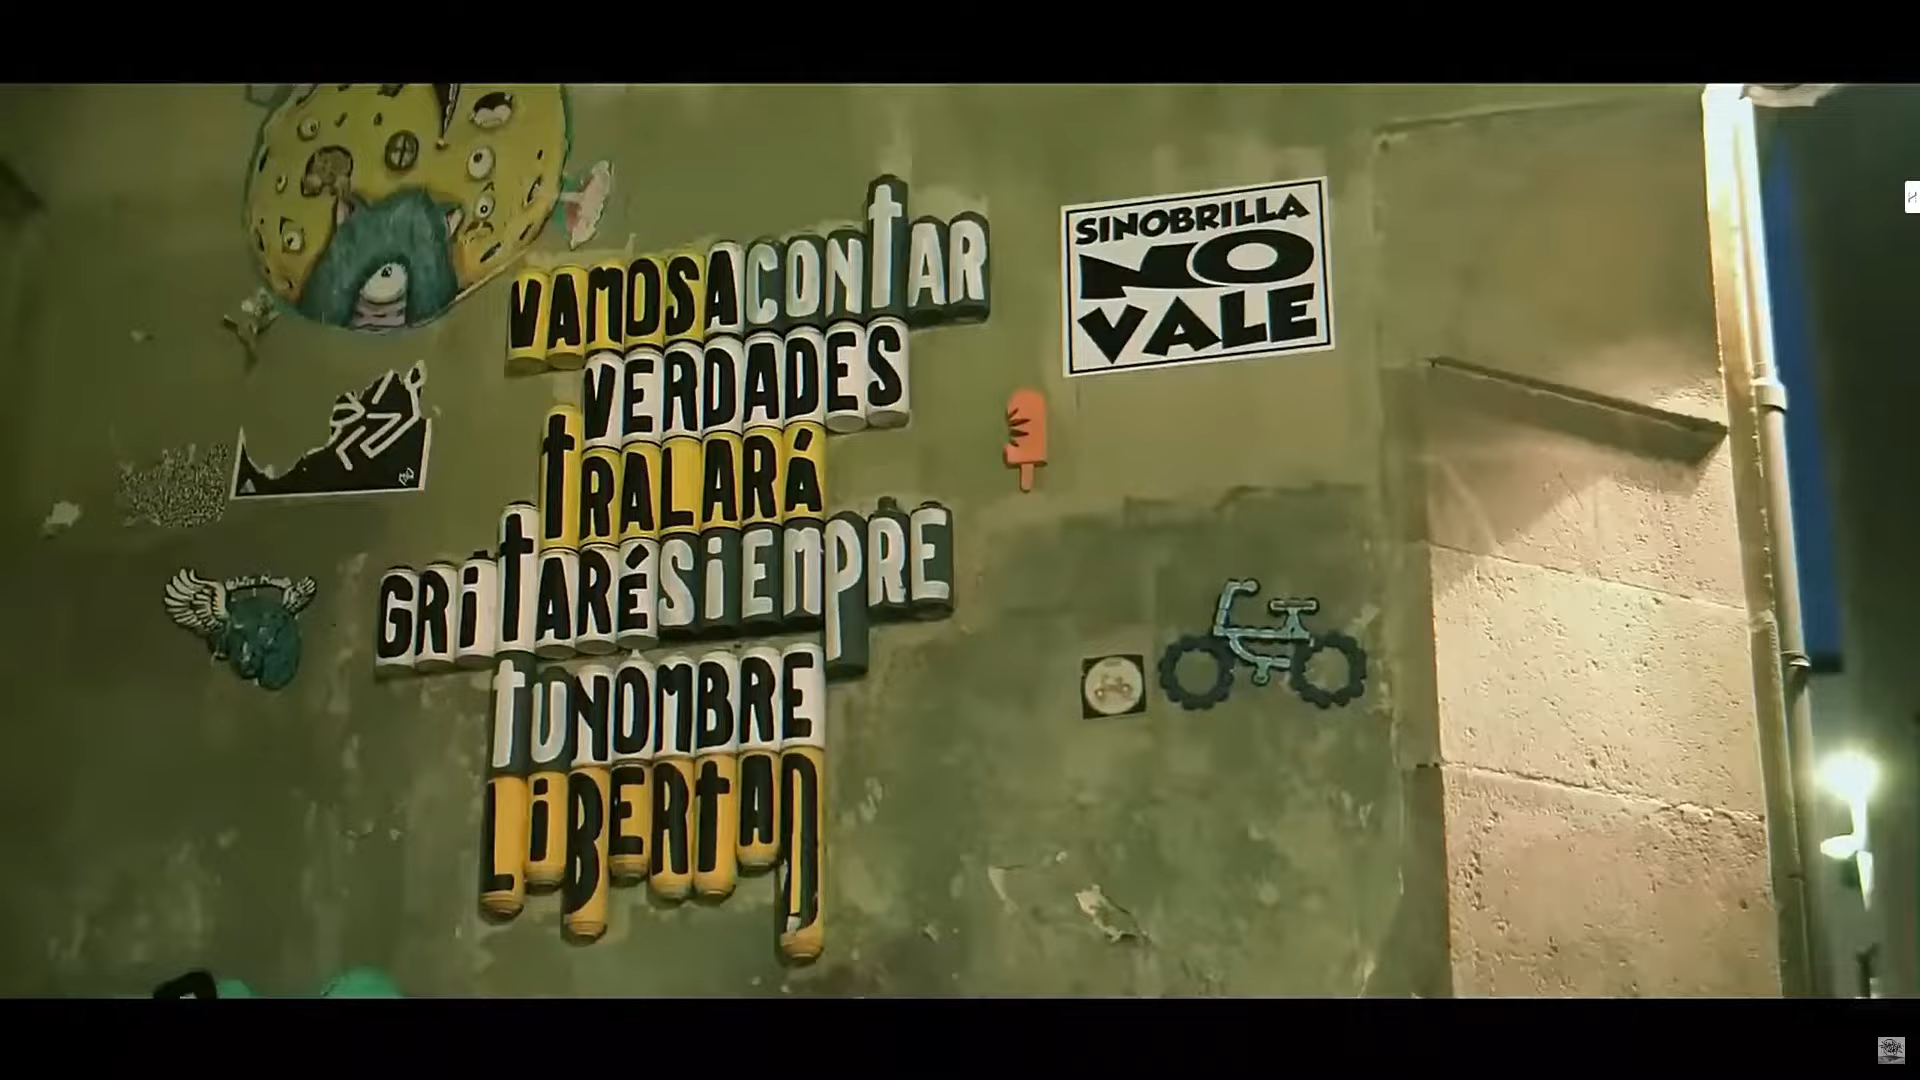 VAMOSACONTAR
VERDADES
tRALARÁ
GRitARÉSiEMPRE
tUNOMBRE
LiBERtAD
SINOBRILLA
NO
VALE